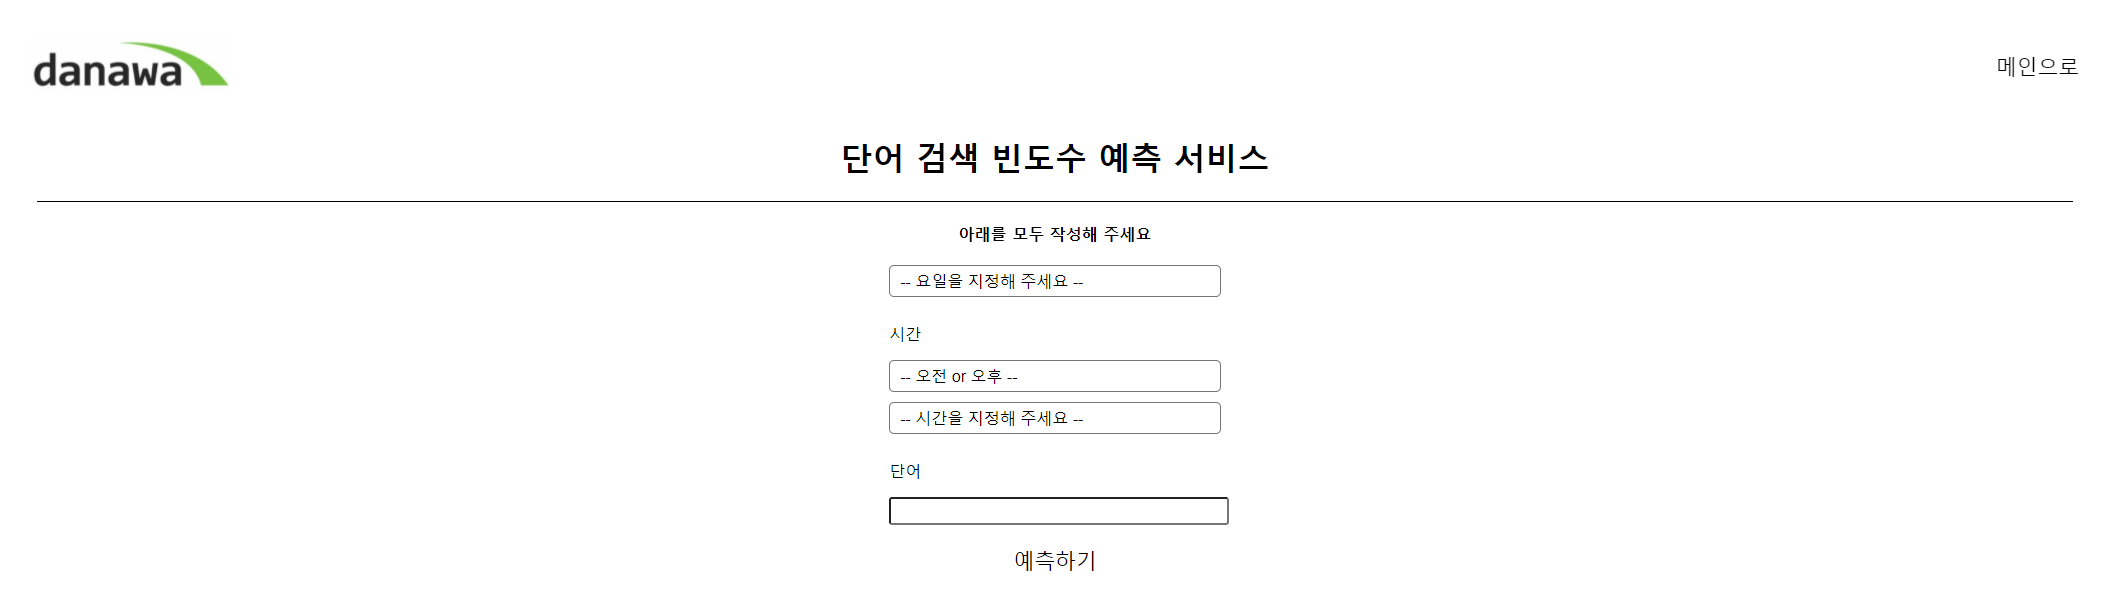 danawa
메인으로
단어 검색 빈도수 예측 서비스
아래를 모두 작성해 주세요
-- 요일을 지정해 주세요 --
시간
-- 오전 or 오후 --
-- 시간을 지정해 주세요 --
단어
예측하기